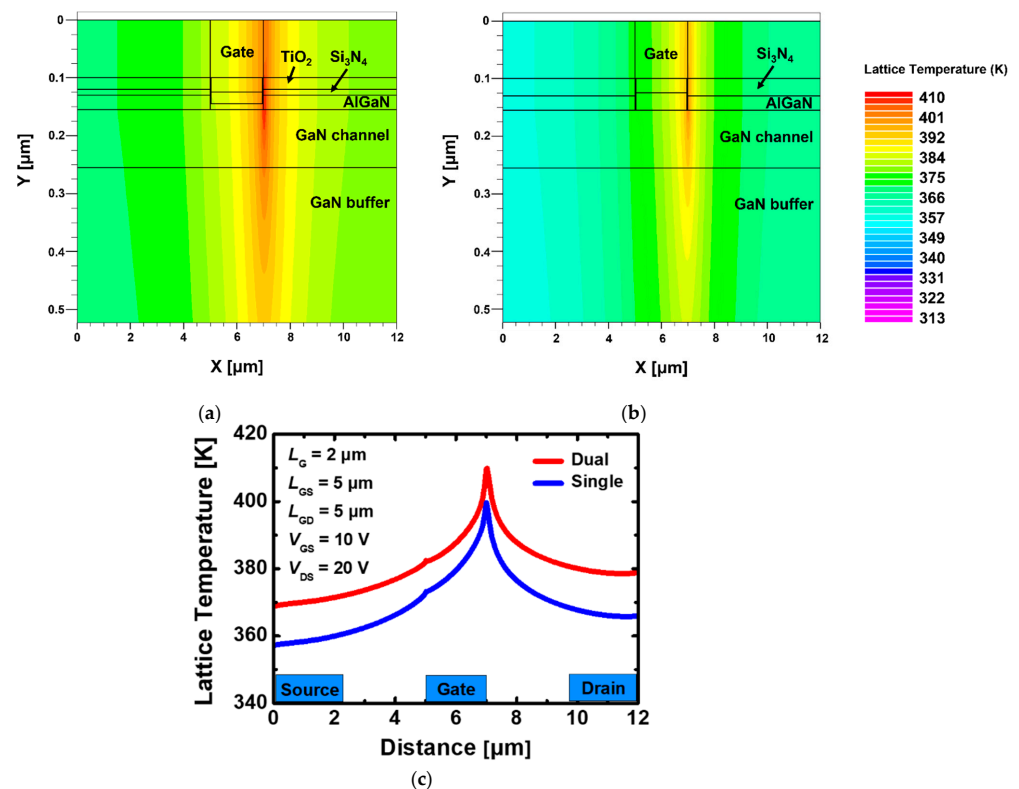 0
0.1
0.2
0.3
0.4
0.5
Y [µm]
Gate
TiO2
Si3N4
AlGaN
GaN channel
GaN buffer
0 2 4 6 8 10 12
X [µm]
(a)
0
0.1
0.2
0.3
0.4
0.5
Y [µm]
Gate
Si3N4
AlGaN
GaN channel
GaN buffer
0 2 4 6 8 10 12
X [µm]
(b)
Lattice Temperature (K)
410
401
392
384
375
366
357
349
340
331
322
313
420
400
380
360
340
Lattice Temperature [K]
LG = 2 µm
LGS = 5 µm
LGD = 5 µm
VGS = 10 V
VDS = 20 V
Dual
Single
Source Gate Drain
0 2 4 6 8 10 12
Distance [µm]
(c)